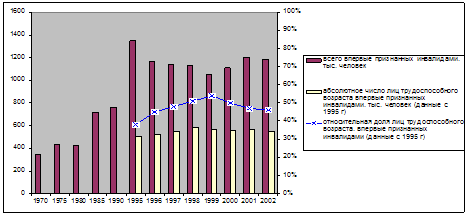 1600
1400
1200
1000
800
600
400
200
0
100%
90%
80%
70%
60%
50%
40%
30%
20%
10%
0%
1970 1975 1980 1985 1990 1995 1996 1997 1998 1999 2000 2001 2002
всего впервые признанных инвалидами,
тыс. человек
абсолютное число лиц трудоспособного
возраста впервые признанных
инвалидами, тыс. человек (данные с
1995 г)
относительная доля лиц трудоспособного
возраста, впервые признанных
инвалидами (данные с 1995 г)